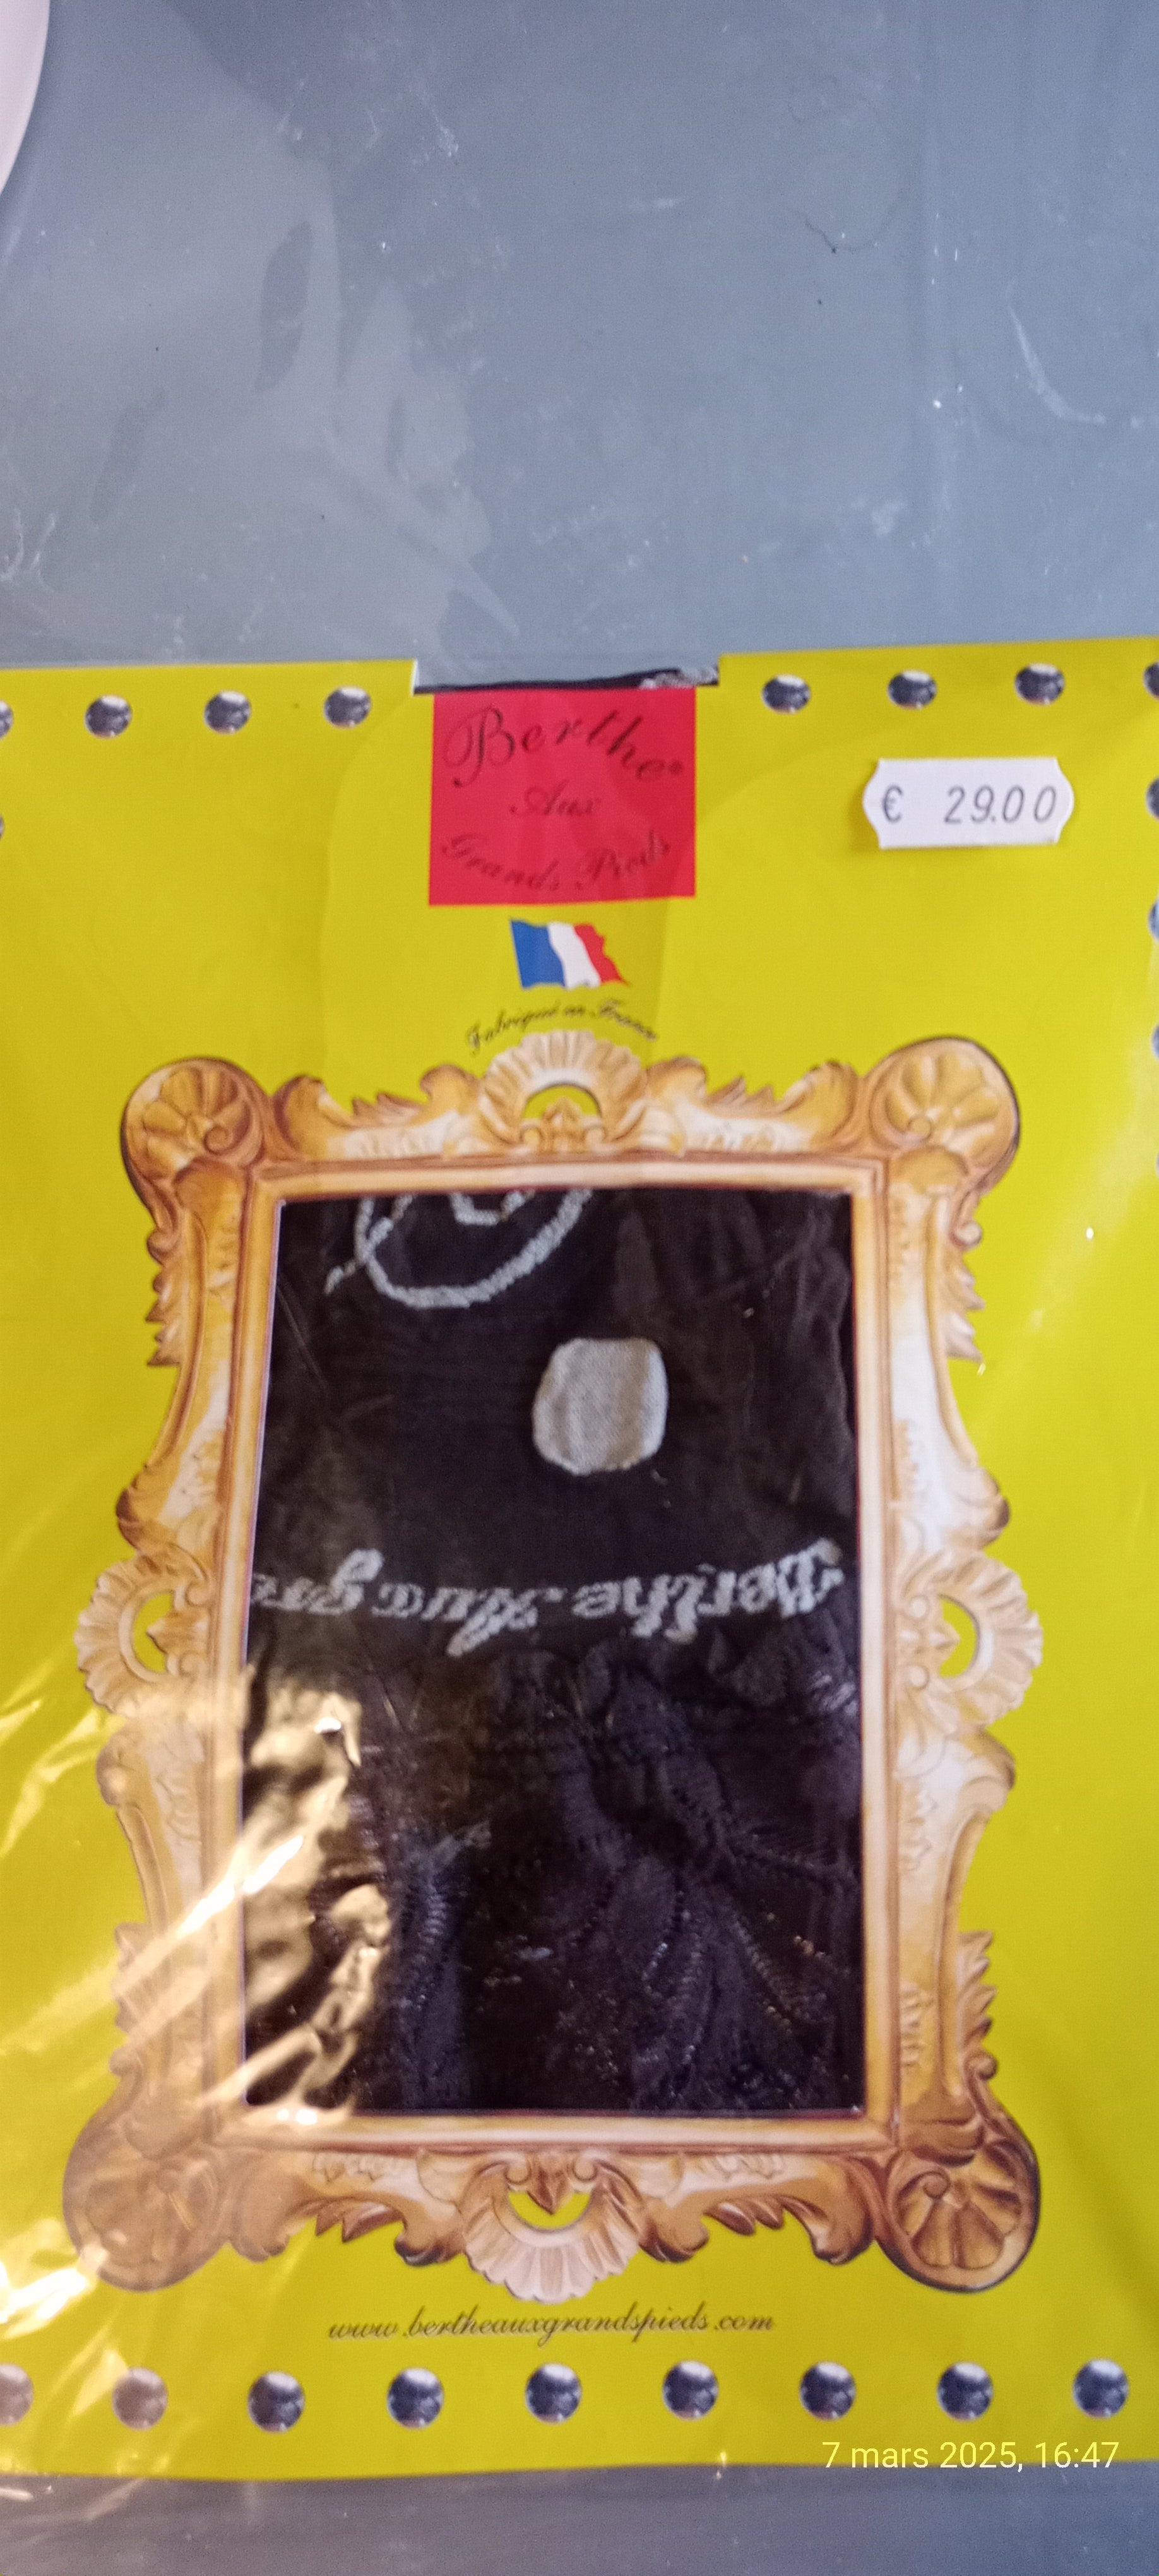 Berthe
Aux
Grands Pieds
€ 29.00
Fabriqué en France
Berthe Aux gra
www.bertheauxgrandspieds.com
7 mars 2025, 16:47